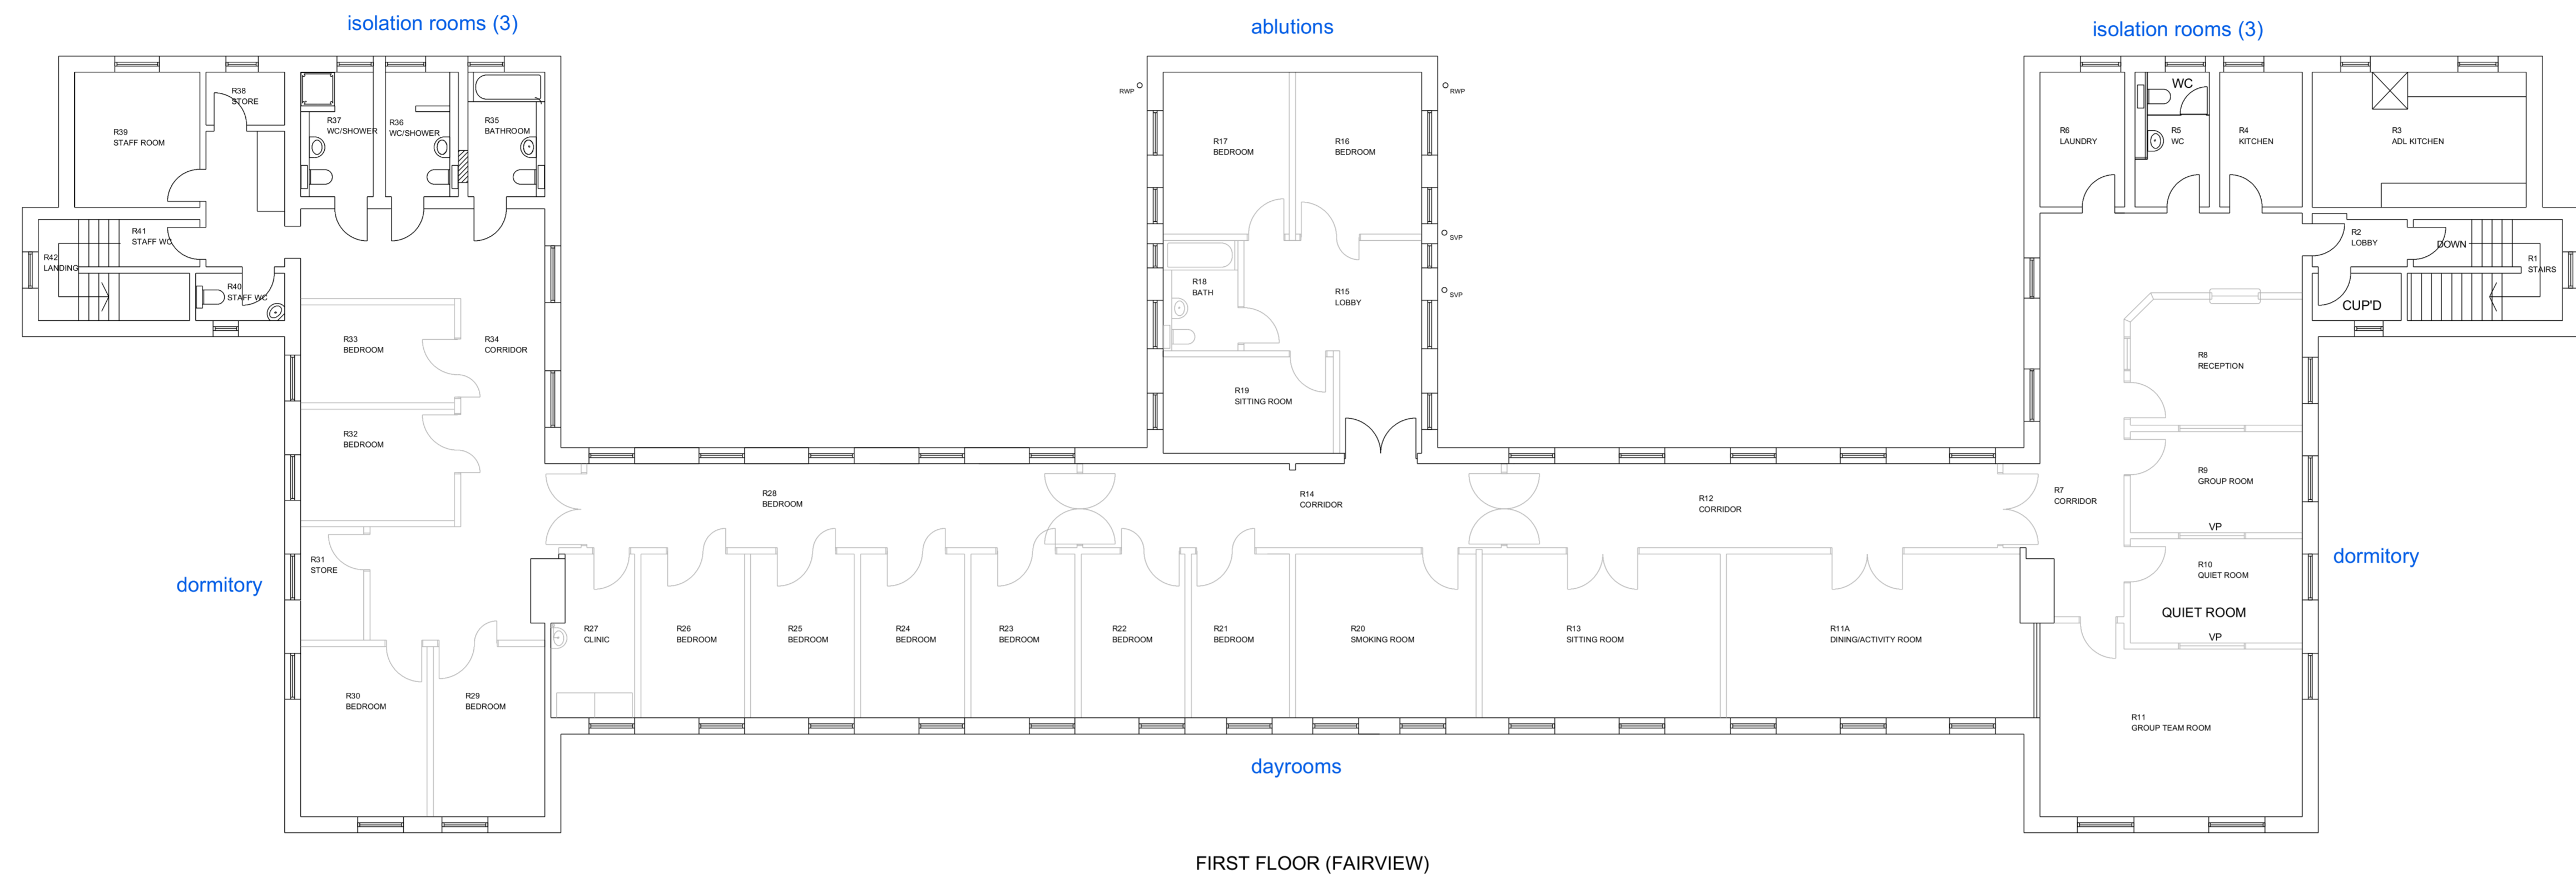 isolation rooms (3)
ablutions
isolation rooms (3)
R39
STAFF ROOM
R38
STORE
R37
WC/SHOWER
R36
WC/SHOWER
R35
BATHROOM
R41
STAFF WC
R42
LANDING
R40
STAFF WC
R33
BEDROOM
R34
CORRIDOR
R32
BEDROOM
R31
STORE
dormitory
R30
BEDROOM
R29
BEDROOM
R28
BEDROOM
R27
CLINIC
R26
BEDROOM
R25
BEDROOM
R24
BEDROOM
R23
BEDROOM
R22
BEDROOM
R21
BEDROOM
R20
SMOKING ROOM
R13
SITTING ROOM
R11A
DINING/ACTIVITY ROOM
RWP
RWP
R17
BEDROOM
R16
BEDROOM
SVP
SVP
R18
BATH
R15
LOBBY
R19
SITTING ROOM
R14
CORRIDOR
R12
CORRIDOR
R7
CORRIDOR
R6
LAUNDRY
WC
R5
WC
R4
KITCHEN
R3
ADL KITCHEN
R2
LOBBY
DOWN
R1
STAIRS
CUP'D
R8
RECEPTION
R9
GROUP ROOM
VP
R10
QUIET ROOM
QUIET ROOM
VP
dormitory
R11
GROUP TEAM ROOM
dayrooms
FIRST FLOOR (FAIRVIEW)